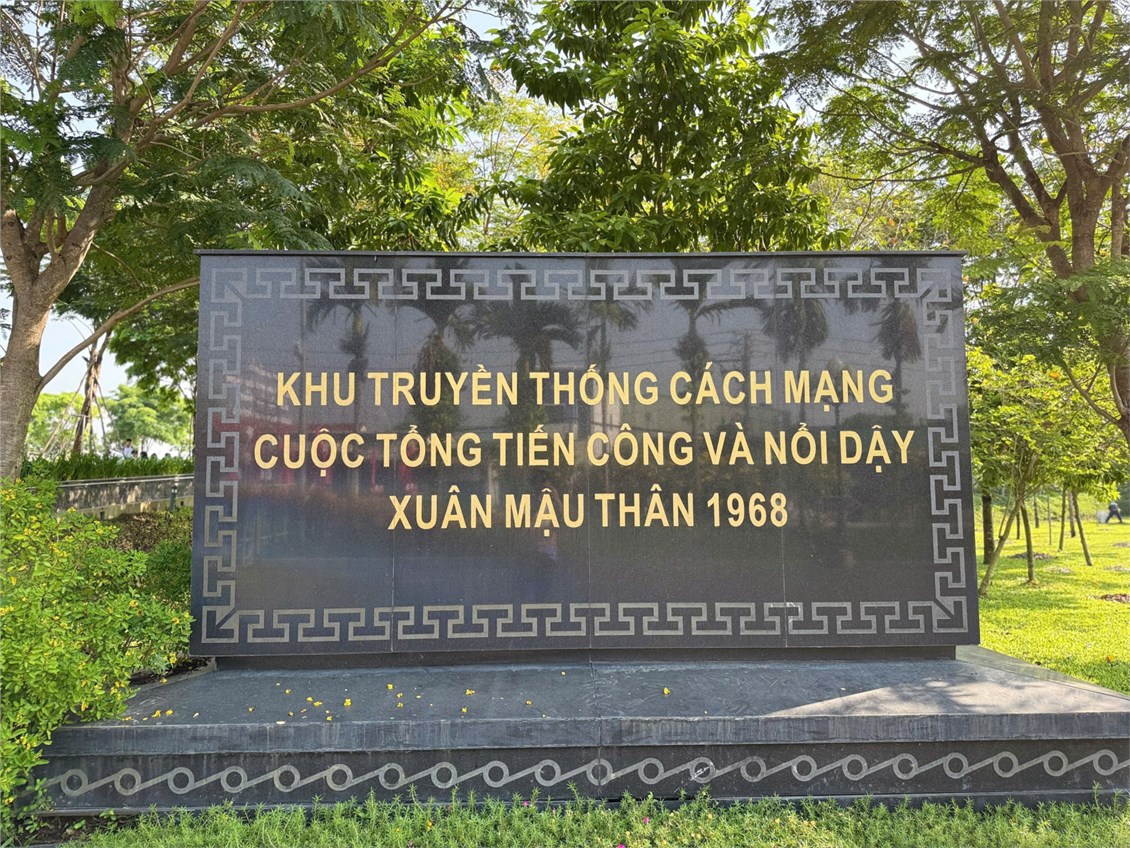 KHU TRUYỀN THỐNG CÁCH MẠNG
CUỘC TỔNG TIẾN CÔNG VÀ NỔI DẬY
XUÂN MẬU THÂN 1968